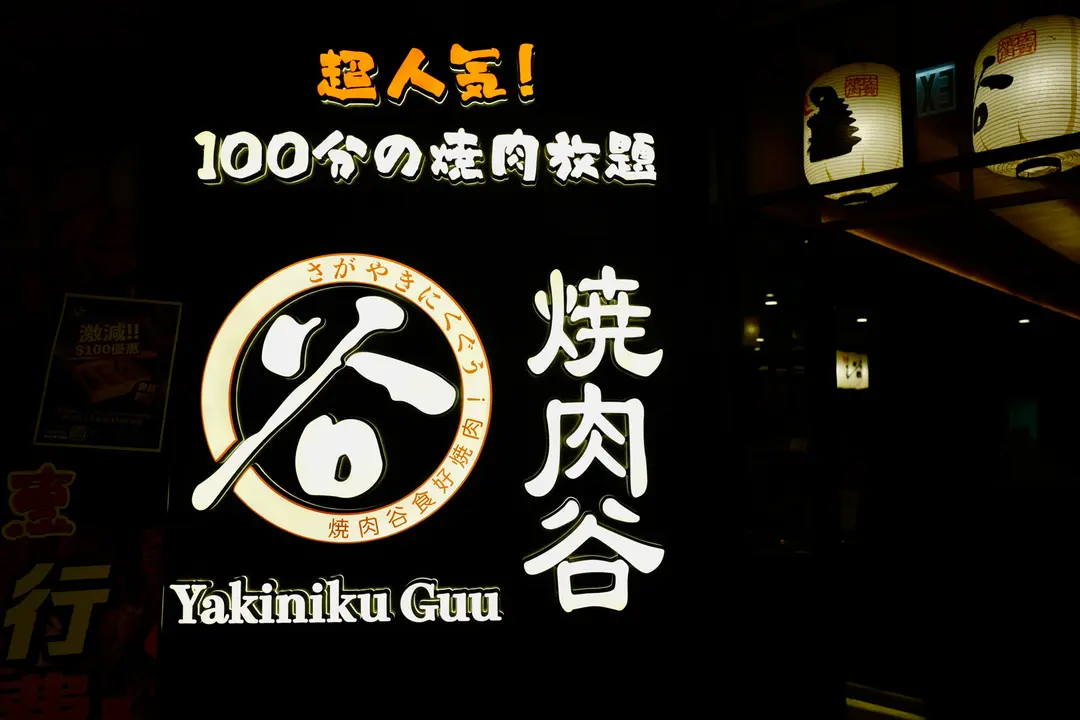 超人気!
100分の焼肉放題
さがやきにくぐう!
焼肉谷食好焼肉
焼肉谷
Yakiniku Guu
激減!!
$100優惠
行
EX
谷